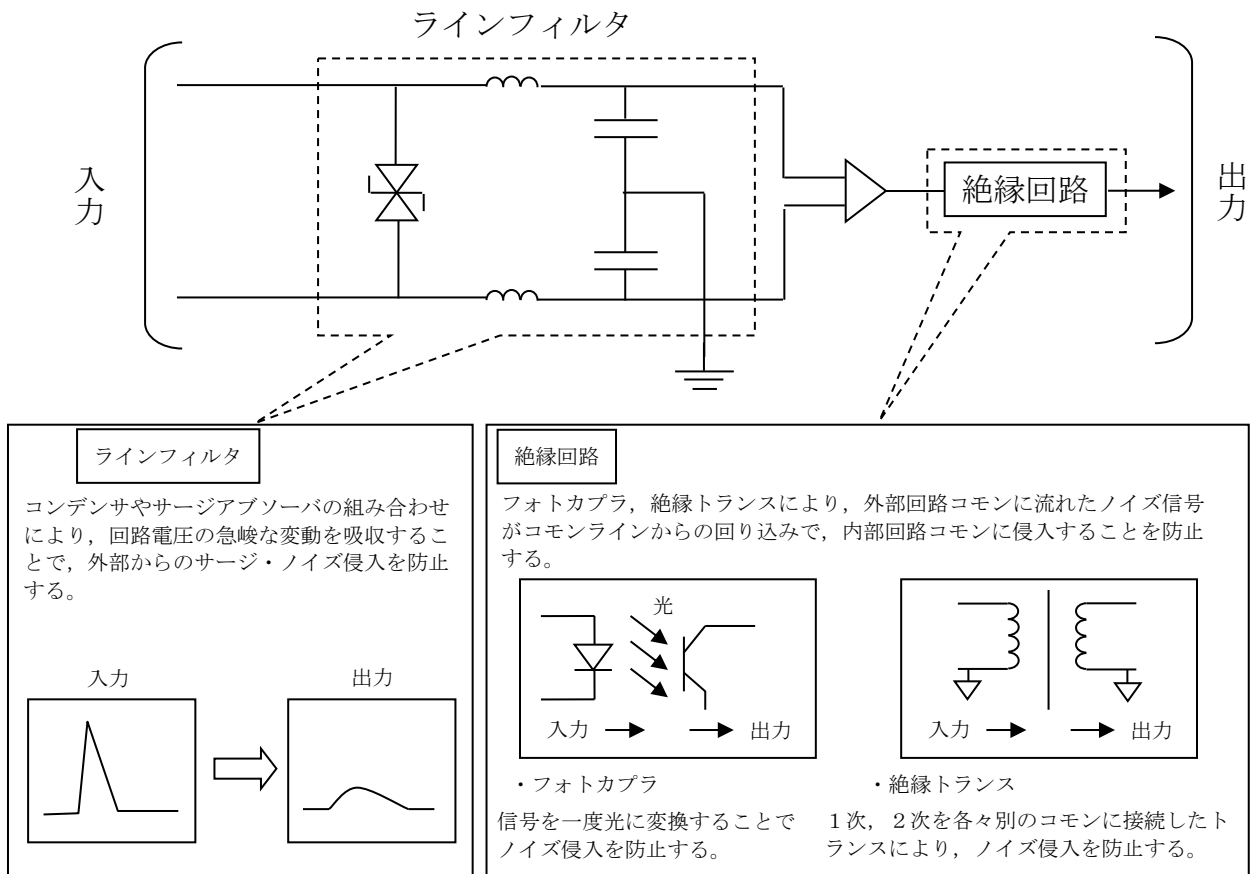 ラインフィルタ
入力
絶縁回路
出力
ラインフィルタ
コンデンサやサージアブソーバの組み合わせ
により，回路電圧の急峻な変動を吸収するこ
とで，外部からのサージ・ノイズ侵入を防止
する。
入力
出力
絶縁回路
フォトカプラ，絶縁トランスにより，外部回路コモンに流れたノイズ信号
がコモンラインからの回り込みで，内部回路コモンに侵入することを防止
する。
光
入力
出力
・フォトカプラ
信号を一度光に変換することで
ノイズ侵入を防止する。
入力
出力
・絶縁トランス
１次，２次を各々別のコモンに接続したト
ランスにより，ノイズ侵入を防止する。